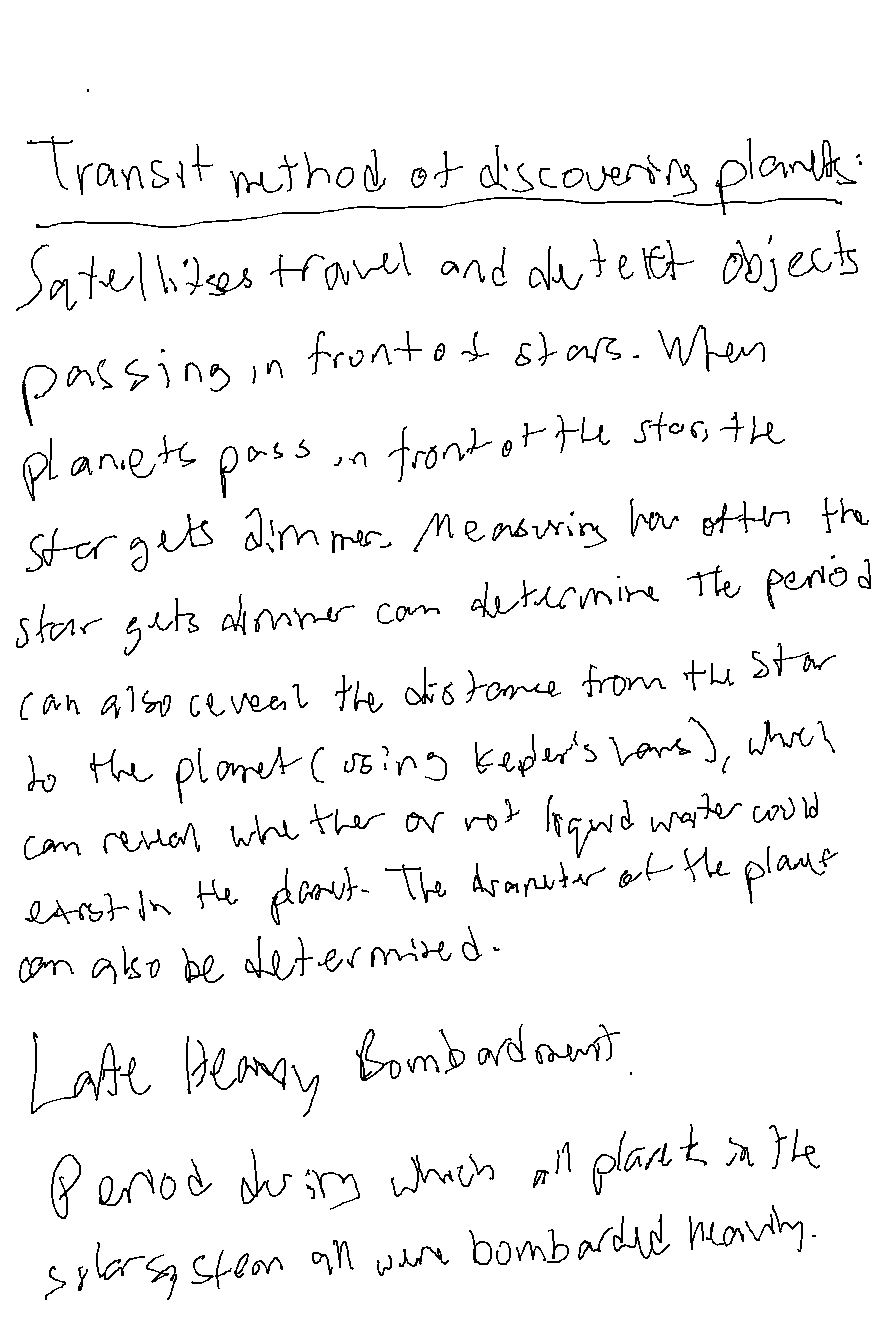 Transit method of discovering planets:
Satellites travel and detect objects
passing in front of stars. When
planets pass in front of the star, the
star gets dimmer. Measuring how often the
star gets dimmer can determine the period
can also reveal the distance from the star
to the planet (using Kepler's laws), which
can reveal whether or not liquid water could
exist in the planet. The diameter of the planet
can also be determined.
Late Heavy Bombardment.
Period during which all planet in the
solar system all were bombarded heavily.